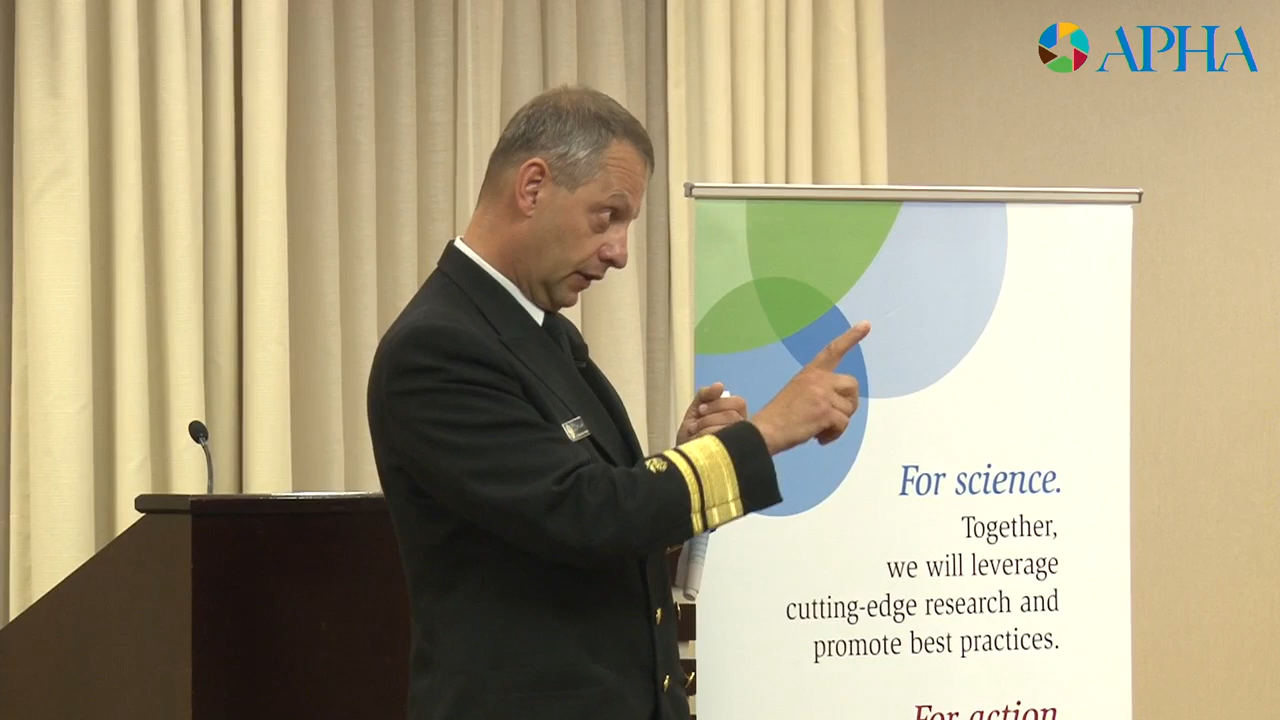 APHA
For science.
Together,
we will leverage
cutting-edge research and
promote best practices.
For action